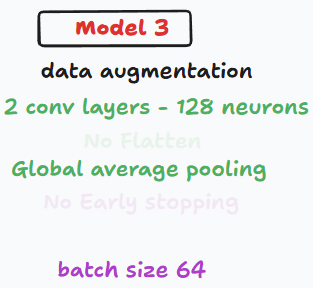 Model 3
data augmentation
2 conv layers - 128 neurons
No Flatten
Global average pooling
No Early stopping
batch size 64